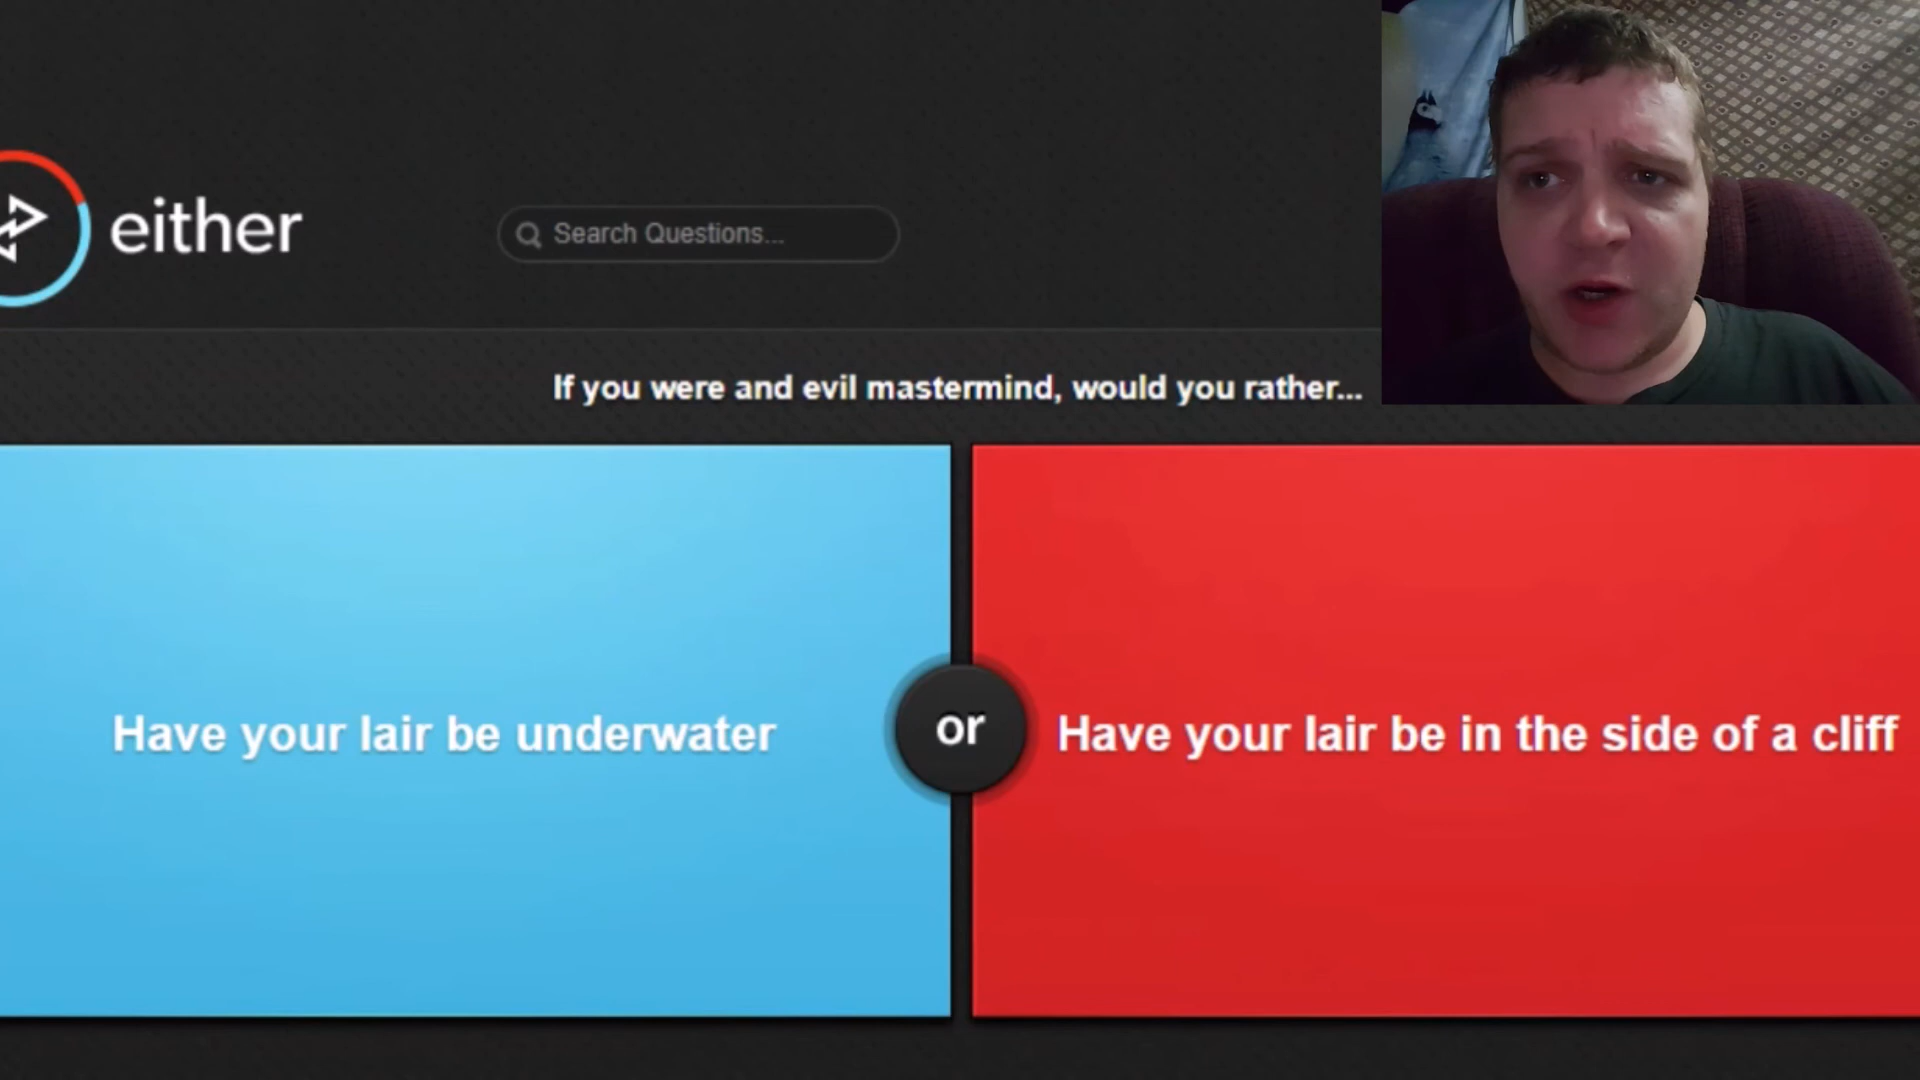 either
Search Questions...
If you were and evil mastermind, would you rather...
Have your lair be underwater
or
Have your lair be in the side of a cliff